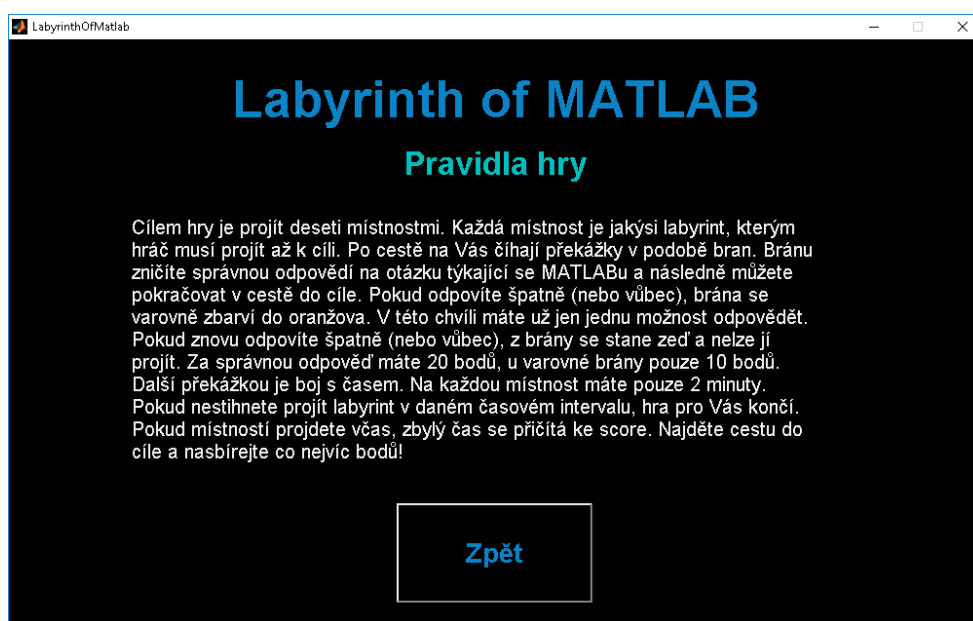 LabyrinthOfMatlab
Labyrinth of MATLAB
Pravidla hry
Cílem hry je projít deseti místnostmi. Každá místnost je jakýsi labyrint, kterým
hráč musí projít až k cíli. Po cestě na Vás číhají překážky v podobě bran. Bránu
zničíte správnou odpovědí na otázku týkající se MATLABu a následně můžete
pokračovat v cestě do cíle. Pokud odpovíte špatně (nebo vůbec), brána se
varovně zbarví do oranžova. V této chvíli máte už jen jednu možnost odpovědět.
Pokud znovu odpovíte špatně (nebo vůbec), z brány se stane zeď a nelze jí
projít. Za správnou odpověď máte 20 bodů, u varovné brány pouze 10 bodů.
Další překážkou je boj s časem. Na každou místnost máte pouze 2 minuty.
Pokud nestihnete projít labyrint v daném časovém intervalu, hra pro Vás končí.
Pokud místností projdete včas, zbylý čas se přičítá ke score. Najděte cestu do
cíle a nasbírejte co nejvíc bodů!
Zpět